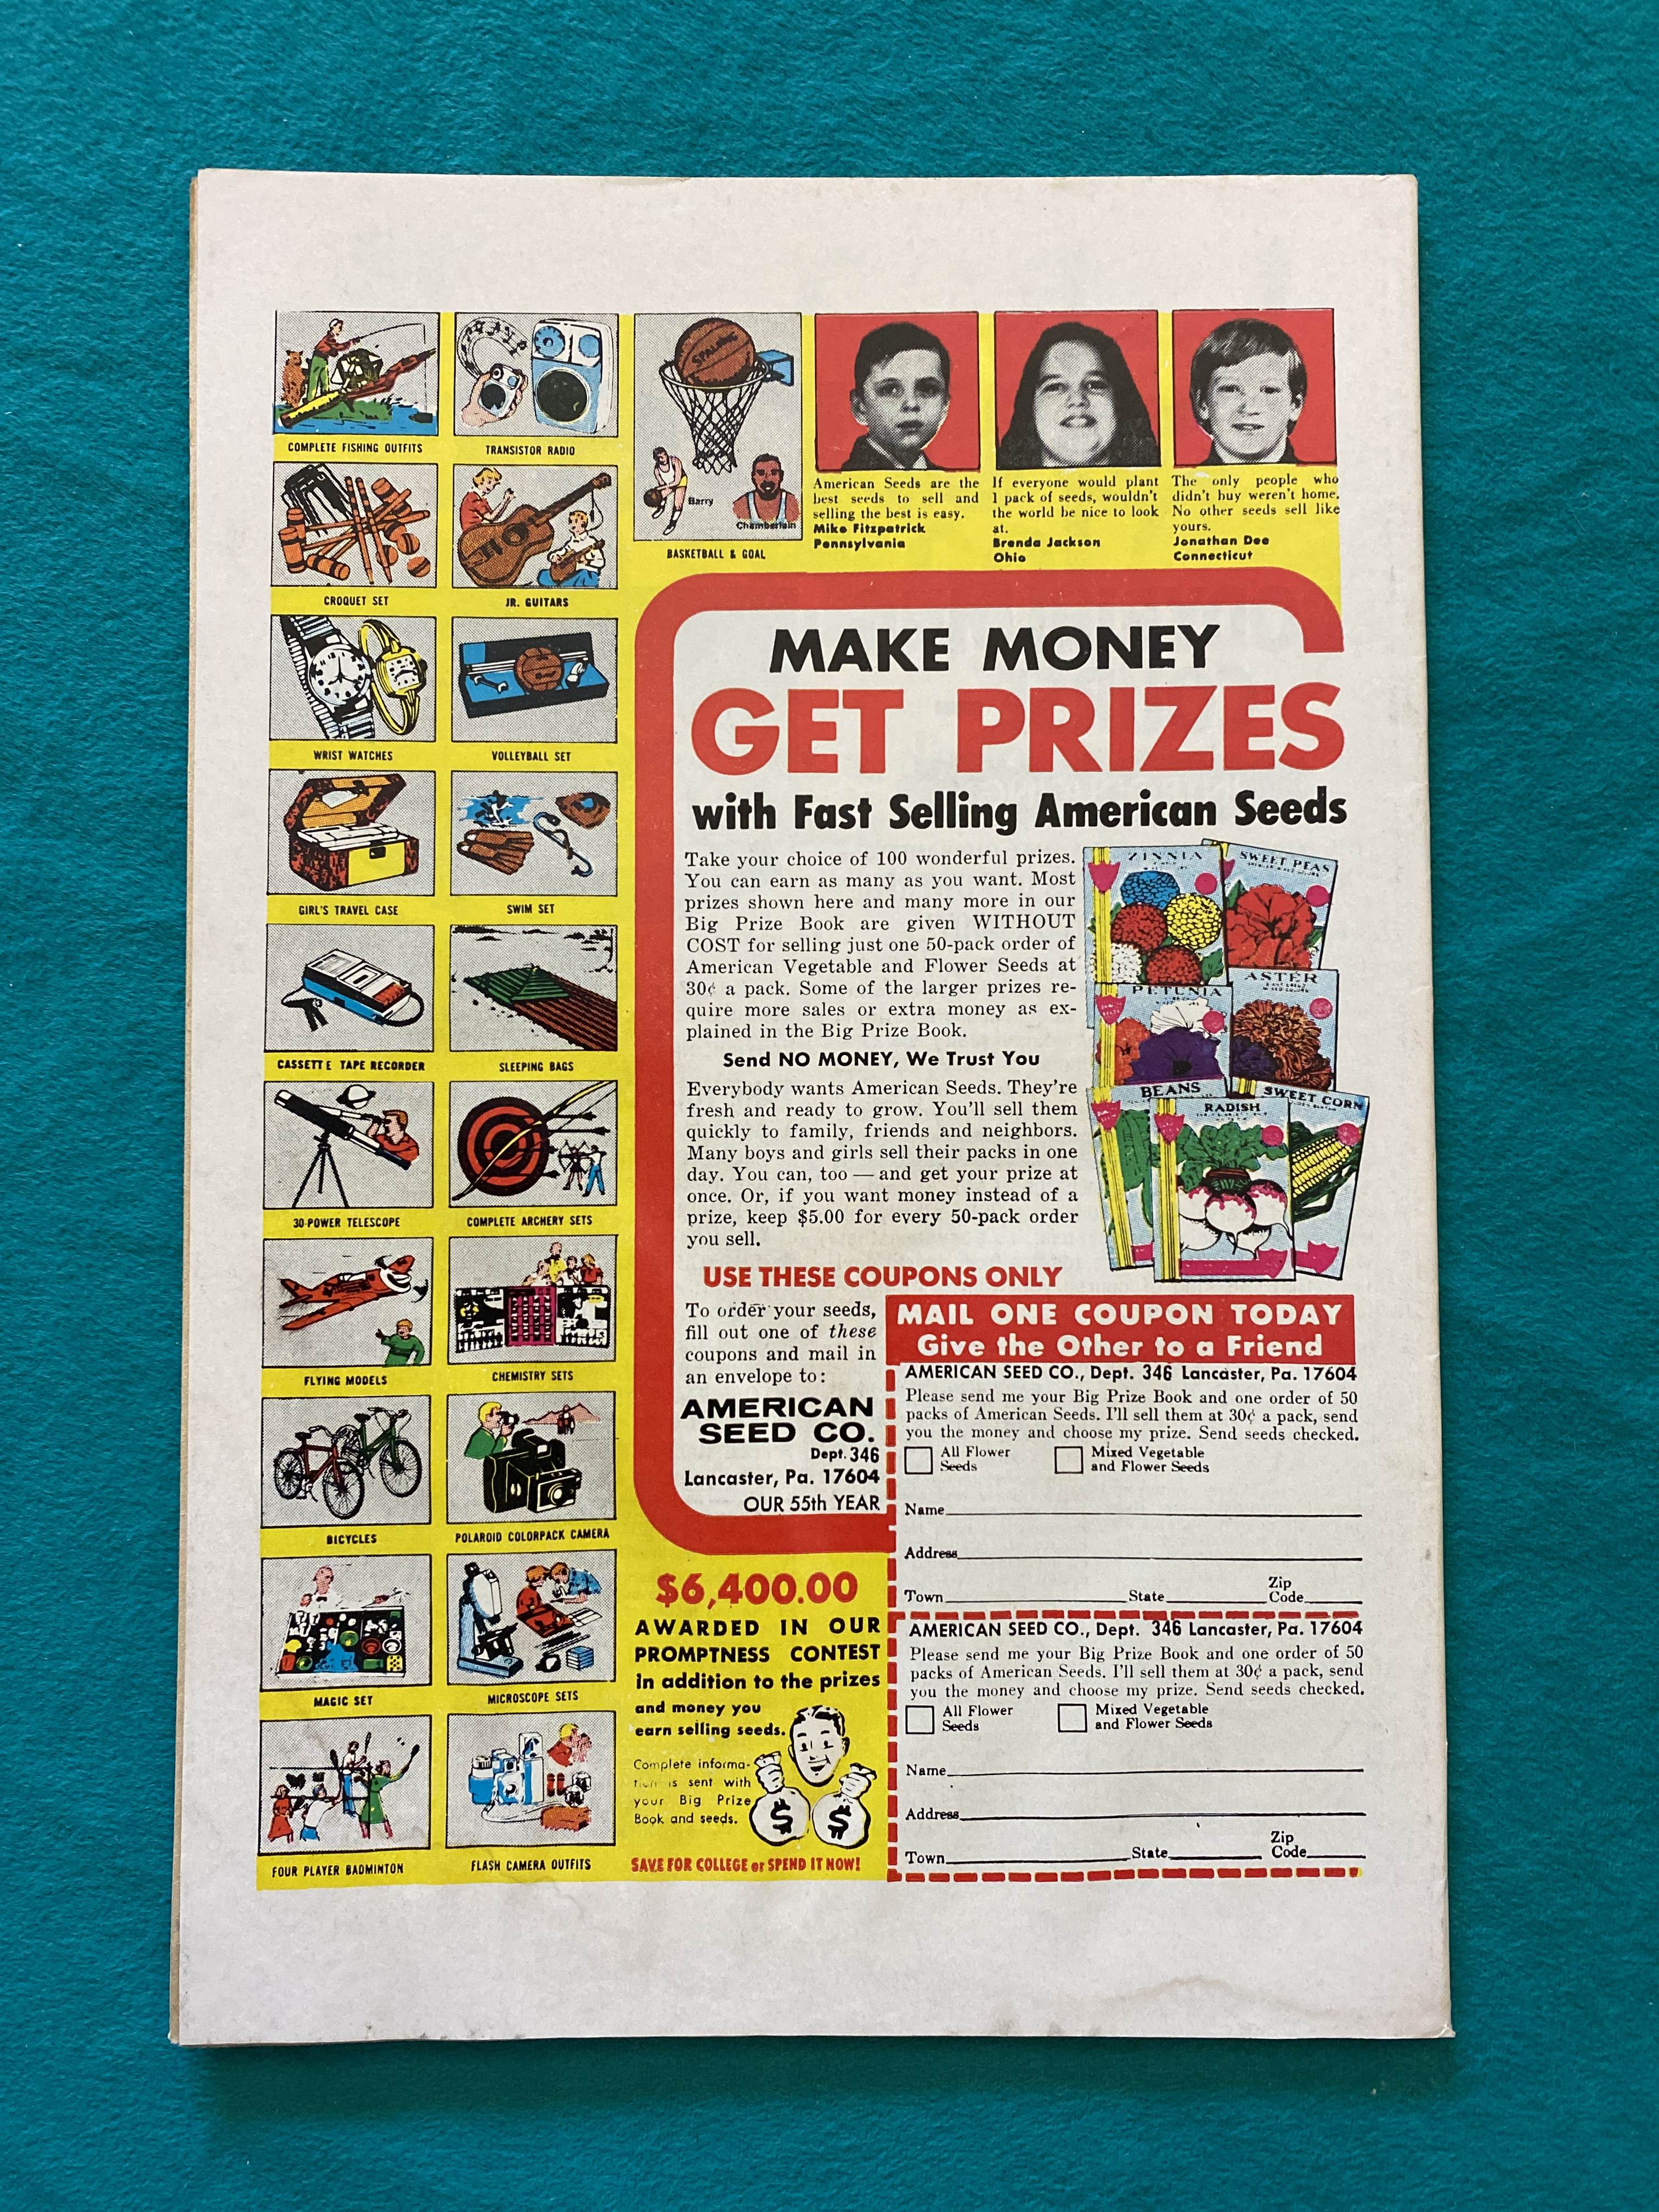 COMPLETE FISHING OUTFITS
TRANSISTOR RADIO
SPALDING
Barry
Chamberlain
BASKETBALL & GOAL
American Seeds are the
best seeds to sell and
selling the best is easy.
Mike Fitzpatrick
Pennsylvania
If everyone would plant
1 pack of seeds, wouldn't
the world be nice to look
at.
Brenda Jackson
Ohio
The only people who
didn't buy weren't home.
No other seeds sell like
yours.
Jonathan Dee
Connecticut
CROQUET SET
JR. GUITARS
WRIST WATCHES
VOLLEYBALL SET
GIRL'S TRAVEL CASE
SWIM SET
CASSETTE TAPE RECORDER
SLEEPING BAGS
30-POWER TELESCOPE
COMPLETE ARCHERY SETS
FLYING MODELS
CHEMISTRY SETS
BICYCLES
POLAROID COLORPACK CAMERA
MAGIC SET
MICROSCOPE SETS
FOUR PLAYER BADMINTON
FLASH CAMERA OUTFITS
MAKE MONEY
GET PRIZES
with Fast Selling American Seeds
Take your choice of 100 wonderful prizes.
You can earn as many as you want. Most
prizes shown here and many more in our
Big Prize Book are given WITHOUT
COST for selling just one 50-pack order of
American Vegetable and Flower Seeds at
30¢ a pack. Some of the larger prizes re-
quire more sales or extra money as ex-
plained in the Big Prize Book.
Send NO MONEY, We Trust You
Everybody wants American Seeds. They're
fresh and ready to grow. You'll sell them
quickly to family, friends and neighbors.
Many boys and girls sell their packs in one
day. You can, too — and get your prize at
once. Or, if you want money instead of a
prize, keep $5.00 for every 50-pack order
you sell.
ZINNIA
SWEET PEAS
PETUNIA
ASTER
BEANS
RADISH
SWEET CORN
USE THESE COUPONS ONLY
To order your seeds,
fill out one of these
coupons and mail in
an envelope to:
AMERICAN
SEED CO.
Dept. 346
Lancaster, Pa. 17604
OUR 55th YEAR
MAIL ONE COUPON TODAY
Give the Other to a Friend
AMERICAN SEED CO., Dept. 346 Lancaster, Pa. 17604
Please send me your Big Prize Book and one order of 50
packs of American Seeds. I'll sell them at 30¢ a pack, send
you the money and choose my prize. Send seeds checked.
All Flower
Seeds
Mixed Vegetable
and Flower Seeds
Name
Address
Town State Zip
Code
AMERICAN SEED CO., Dept. 346 Lancaster, Pa. 17604
Please send me your Big Prize Book and one order of 50
packs of American Seeds. I'll sell them at 30¢ a pack, send
you the money and choose my prize. Send seeds checked.
All Flower
Seeds
Mixed Vegetable
and Flower Seeds
Name
Address
Town State Zip
Code
$6,400.00
AWARDED IN OUR
PROMPTNESS CONTEST
in addition to the prizes
and money you
earn selling seeds.
Complete informa-
tion is sent with
your Big Prize
Book and seeds.
$ $
SAVE FOR COLLEGE or SPEND IT NOW!